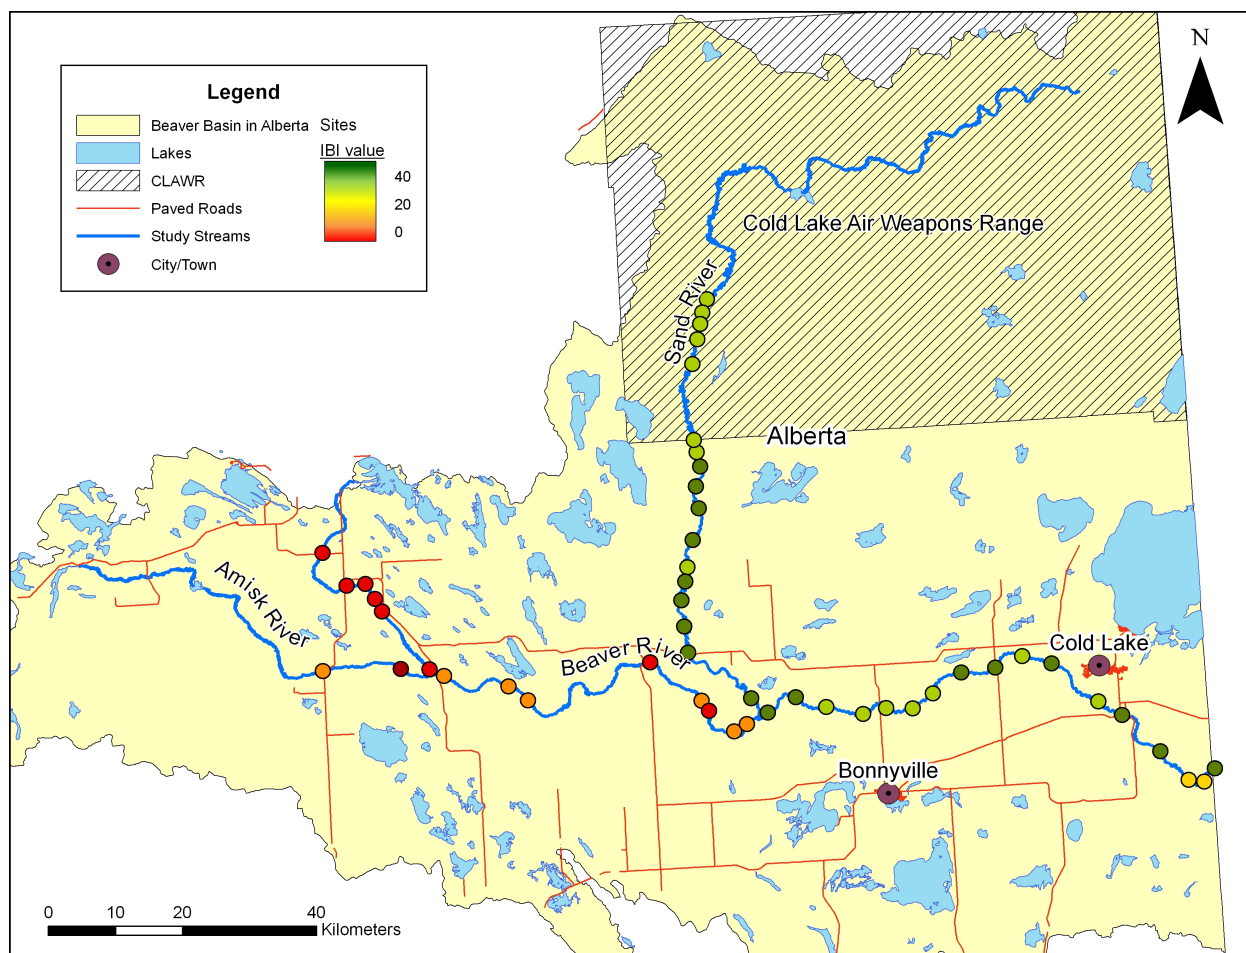 N
Legend
Beaver Basin in Alberta
Lakes
CLAWR
Paved Roads
Study Streams
City/Town
Sites
IBI value
40
20
0
Cold Lake Air Weapons Range
Sand River
Alberta
Amisk River
Beaver River
Cold Lake
Bonnyville
0 10 20 40
Kilometers